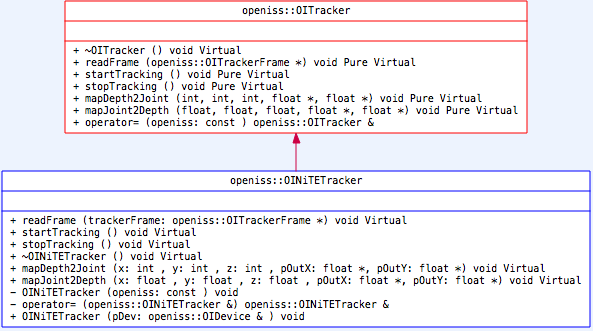 openiss::OITracker
+ ~OITracker () void Virtual
+ readFrame (openiss::OITrackerFrame *) void Pure Virtual
+ startTracking () void Pure Virtual
+ stopTracking () void Pure Virtual
+ mapDepth2Joint (int, int, int, float *, float *) void Pure Virtual
+ mapJoint2Depth (float, float, float, float *, float *) void Pure Virtual
+ operator= (openiss: const ) openiss::OITracker &
openiss::OINiTETracker
+ readFrame (trackerFrame: openiss::OITrackerFrame *) void Virtual
+ startTracking () void Virtual
+ stopTracking () void Virtual
+ ~OINiTETracker () void Virtual
+ mapDepth2Joint (x: int , y: int , z: int , pOutX: float *, pOutY: float *) void Virtual
+ mapJoint2Depth (x: float , y: float , z: float , pOutX: float *, pOutY: float *) void Virtual
− OINiTETracker (openiss: const ) void
− operator= (openiss::OINiTETracker &) openiss::OINiTETracker &
+ OINiTETracker (pDev: openiss::OIDevice & ) void